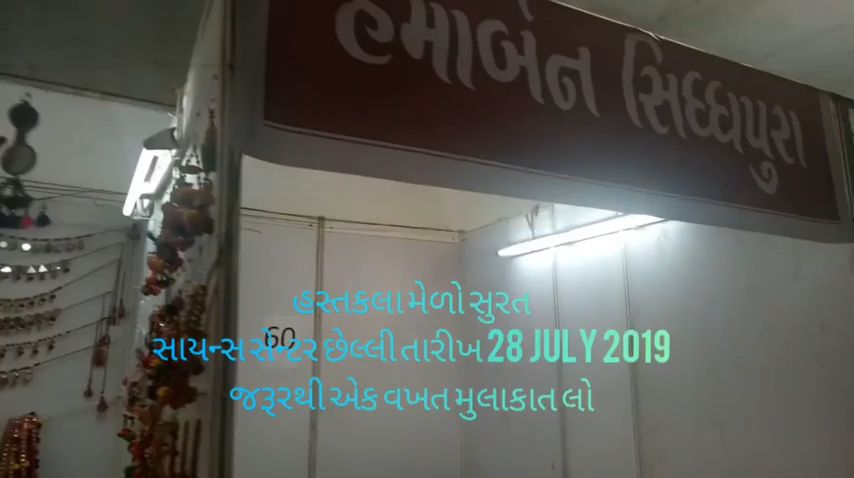 હેમાબેન સિધ્ધપુરા
60
હસ્તકલા મેળો સુરત
સાયન્સ સેન્ટર છેલ્લી તારીખ 28 JULY 2019
જરૂરથી એક વખત મુલાકાત લો